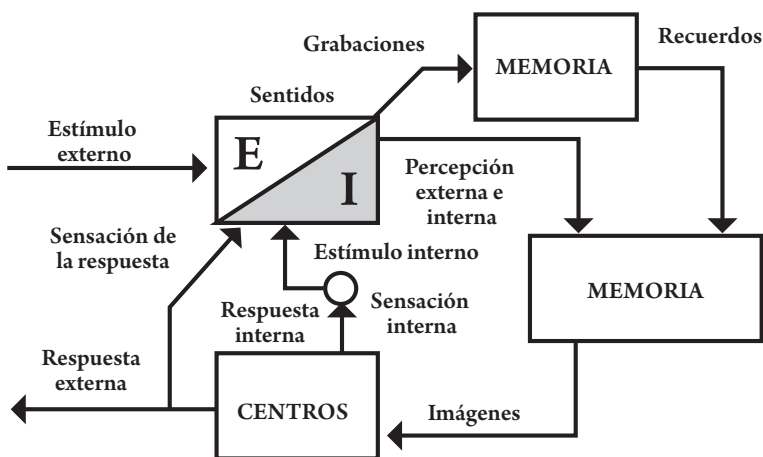 Grabaciones
MEMORIA
Recuerdos
Sentidos
Estímulo
externo
E
I
Percepción
externa e
interna
Sensación de
la respuesta
Estímulo interno
MEMORIA
Respuesta
interna
Sensación
interna
Respuesta
externa
CENTROS
Imágenes